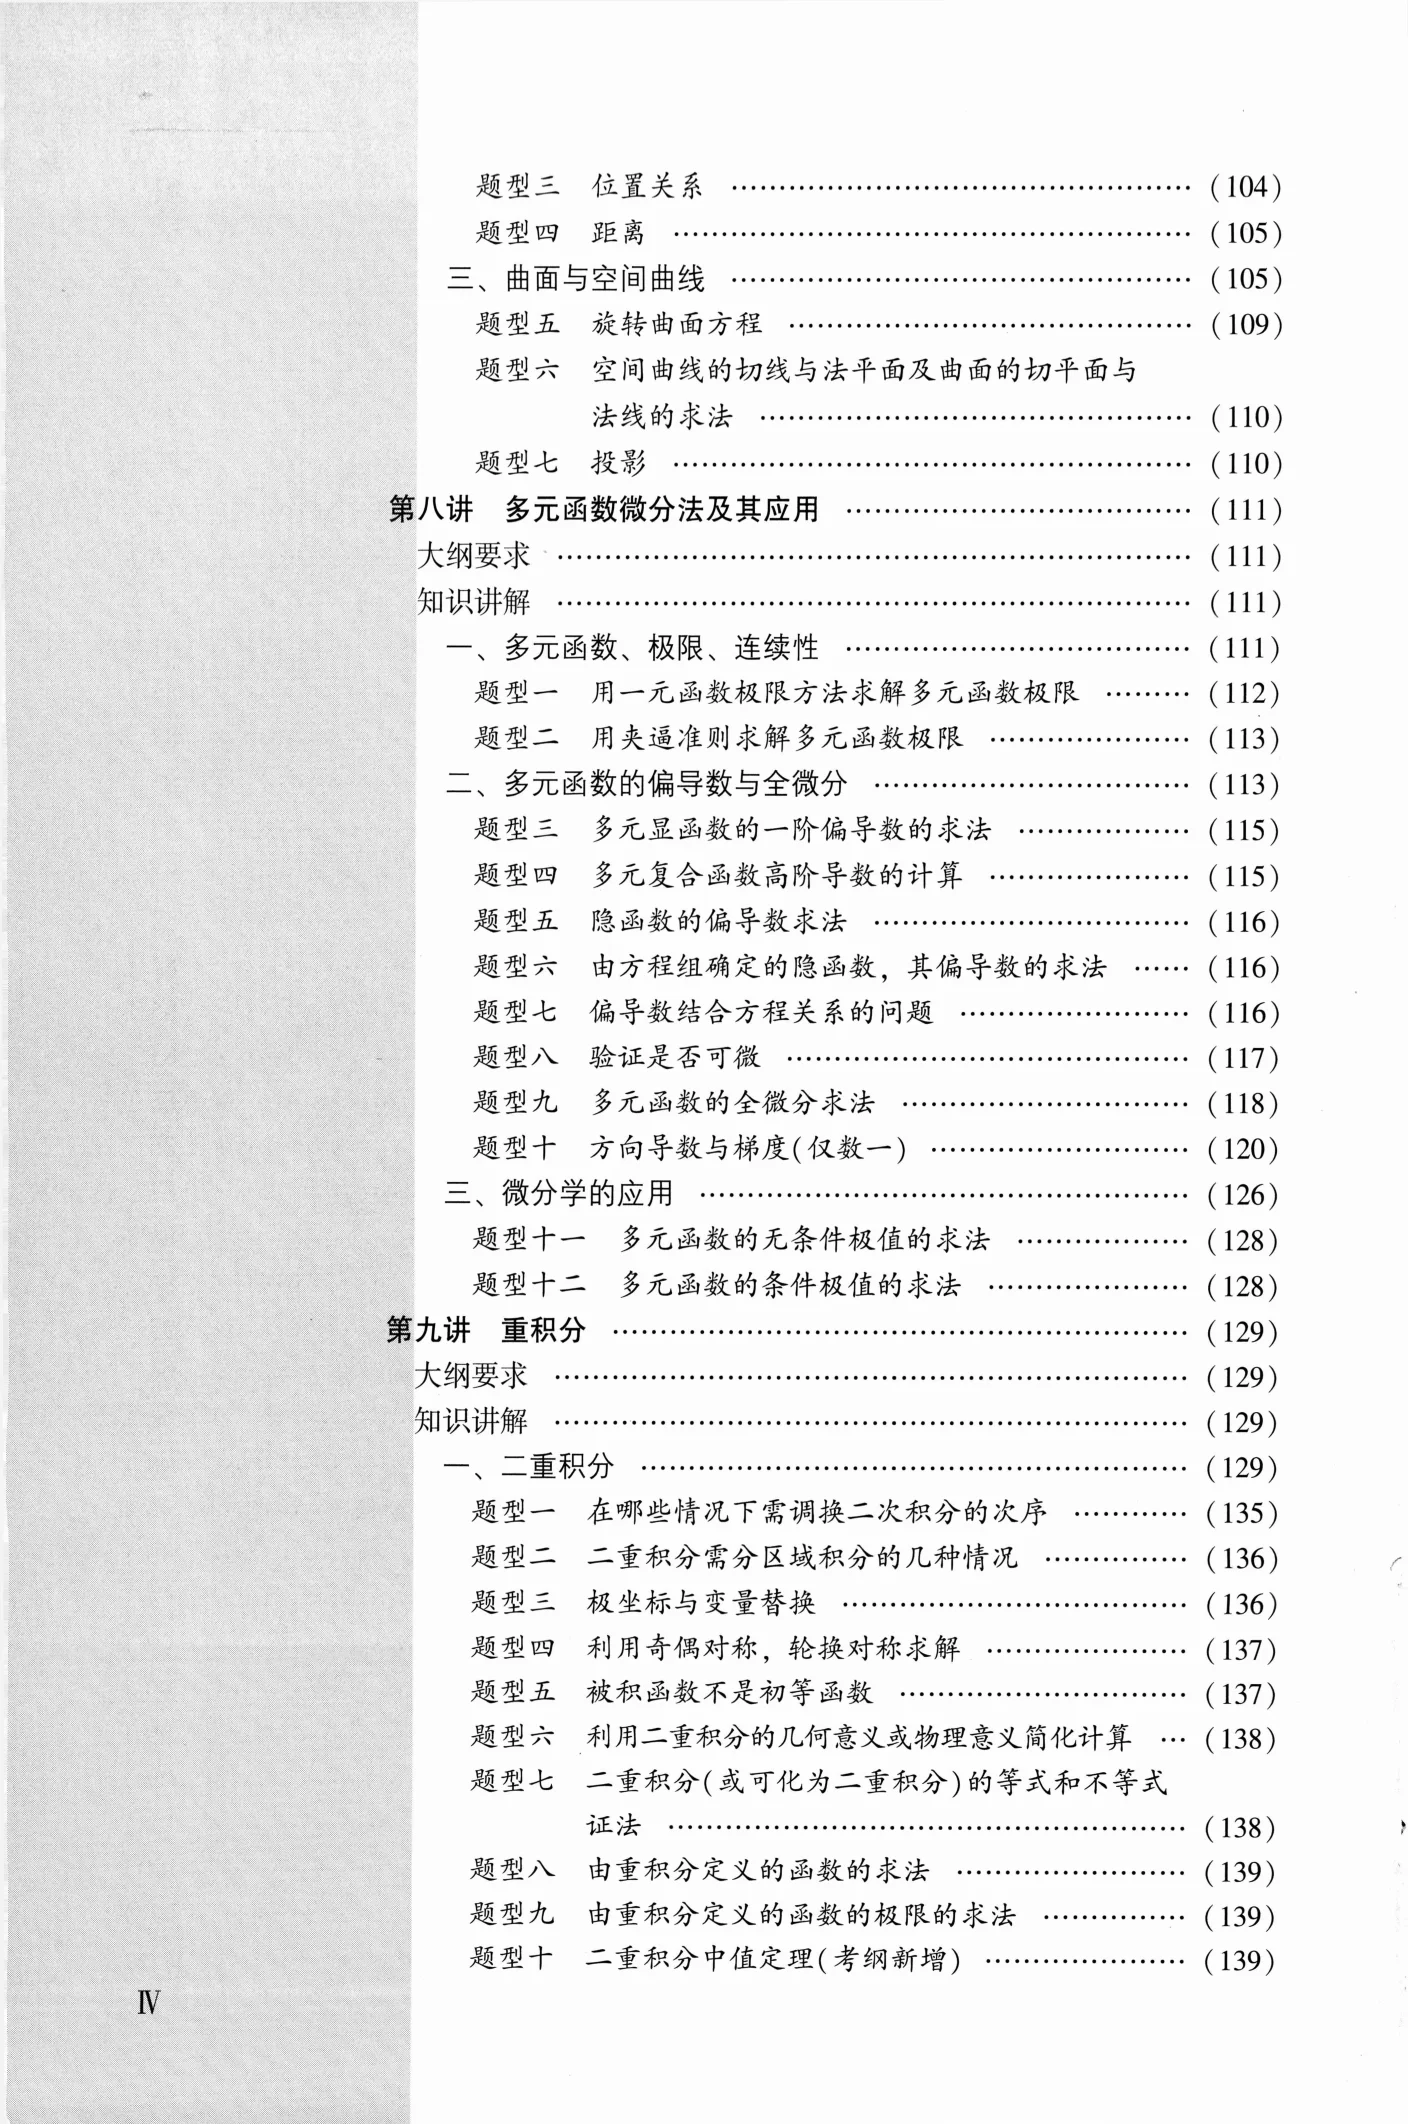 题型三 位置关系 ………………………………………… (104)
题型四 距离 ……………………………………………… (105)
三、曲面与空间曲线 ………………………………………… (105)
题型五 旋转曲面方程 …………………………………… (109)
题型六 空间曲线的切线与法平面及曲面的切平面与
法线的求法 ……………………………………… (110)
题型七 投影 ……………………………………………… (110)
第八讲 多元函数微分法及其应用 ……………………………… (111)
大纲要求 ………………………………………………………… (111)
知识讲解 ………………………………………………………… (111)
一、多元函数、极限、连续性 ……………………………… (111)
题型一 用一元函数极限方法求解多元函数极限 ……… (112)
题型二 用夹逼准则求解多元函数极限 ………………… (113)
二、多元函数的偏导数与全微分 …………………………… (113)
题型三 多元显函数的一阶偏导数的求法 ……………… (115)
题型四 多元复合函数高阶导数的计算 ………………… (115)
题型五 隐函数的偏导数求法 …………………………… (116)
题型六 由方程组确定的隐函数，其偏导数的求法 …… (116)
题型七 偏导数结合方程关系的问题 …………………… (116)
题型八 验证是否可微 …………………………………… (117)
题型九 多元函数的全微分求法 ………………………… (118)
题型十 方向导数与梯度(仅数一) ……………………… (120)
三、微分学的应用 …………………………………………… (126)
题型十一 多元函数的无条件极值的求法 ……………… (128)
题型十二 多元函数的条件极值的求法 ………………… (128)
第九讲 重积分 …………………………………………………… (129)
大纲要求 ………………………………………………………… (129)
知识讲解 ………………………………………………………… (129)
一、二重积分 ………………………………………………… (129)
题型一 在哪些情况下需调换二次积分的次序 ………… (135)
题型二 二重积分需分区域积分的几种情况 …………… (136)
题型三 极坐标与变量替换 ……………………………… (136)
题型四 利用奇偶对称，轮换对称求解 ………………… (137)
题型五 被积函数不是初等函数 ………………………… (137)
题型六 利用二重积分的几何意义或物理意义简化计算 … (138)
题型七 二重积分(或可化为二重积分)的等式和不等式
证法 ……………………………………………… (138)
题型八 由重积分定义的函数的求法 …………………… (139)
题型九 由重积分定义的函数的极限的求法 …………… (139)
题型十 二重积分中值定理(考纲新增) ………………… (139)
Ⅳ